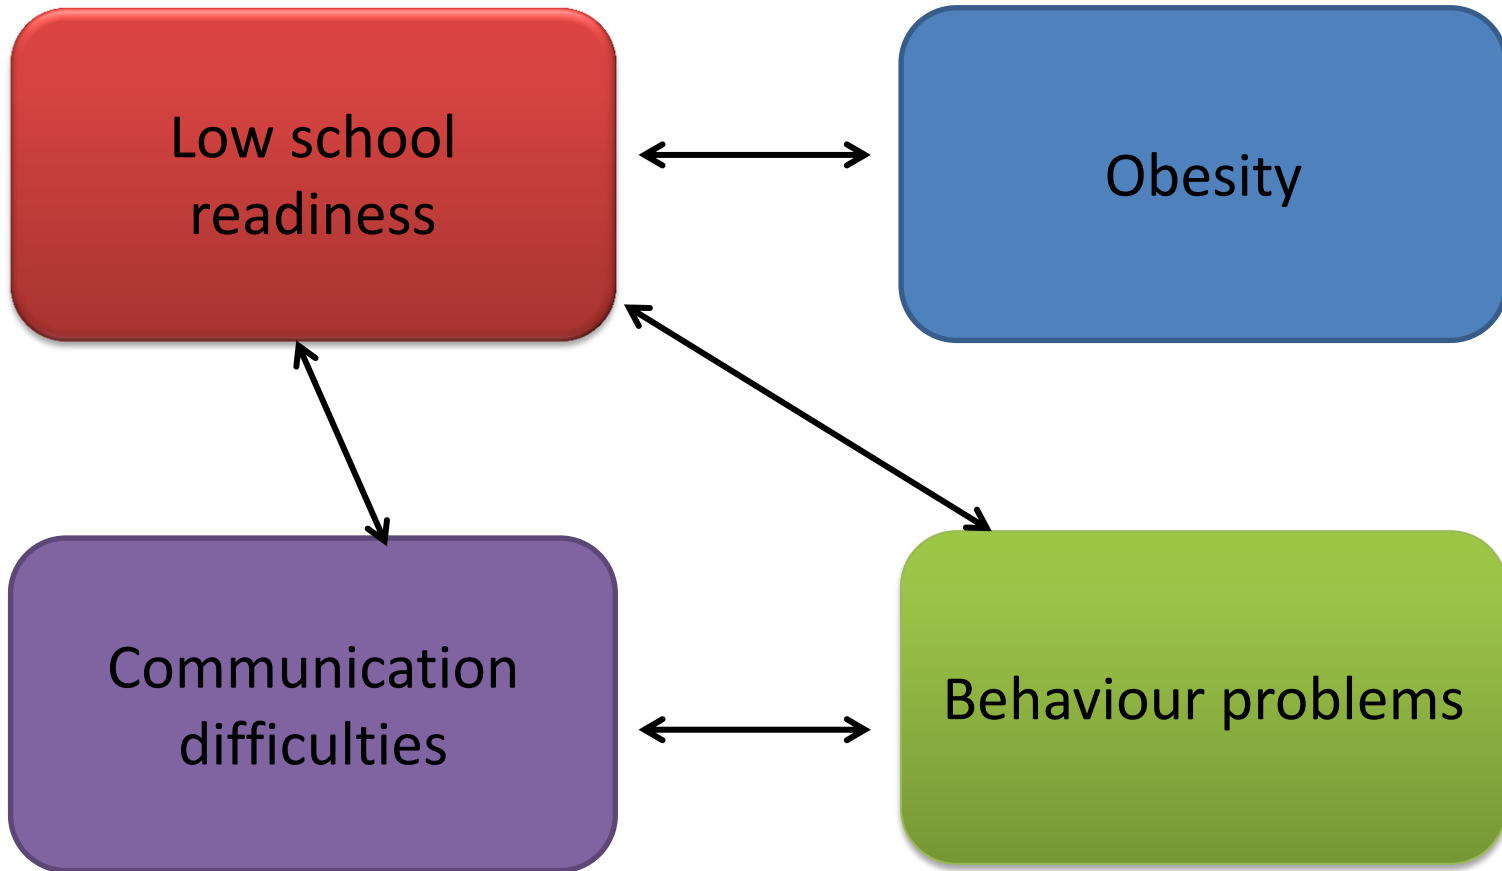 Low school
readiness
Obesity
Communication
difficulties
Behaviour problems